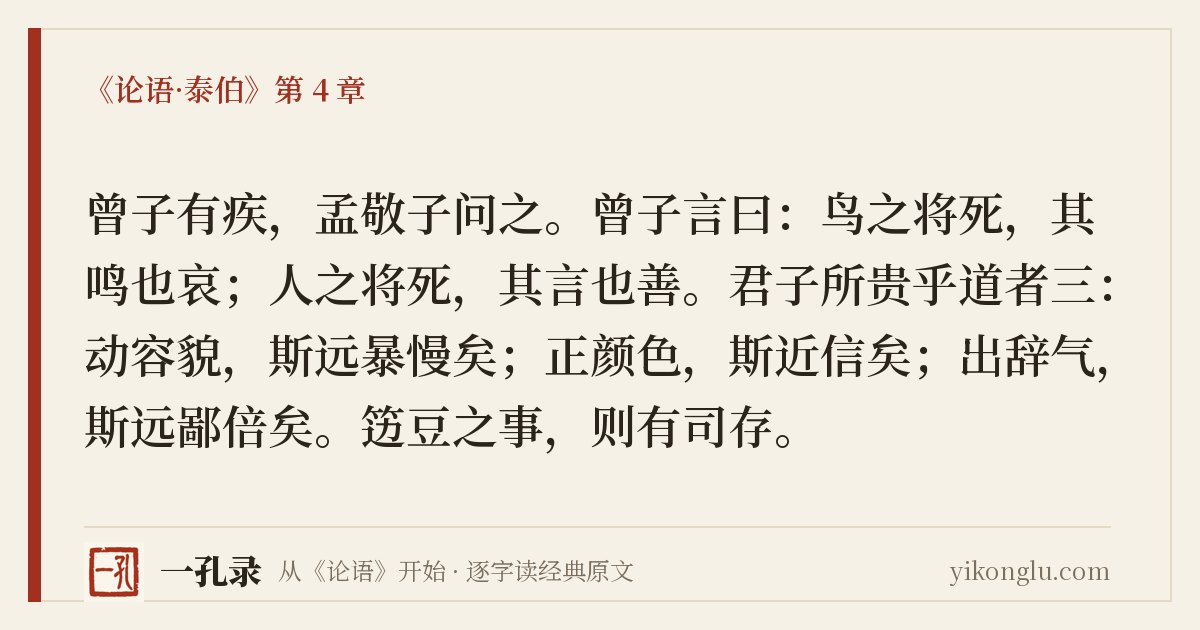 《论语·泰伯》第 4 章
曾子有疾，孟敬子问之。曾子言曰：鸟之将死，其
鸣也哀；人之将死，其言也善。君子所贵乎道者三：
动容貌，斯远暴慢矣；正颜色，斯近信矣；出辞气，
斯远鄙倍矣。笾豆之事，则有司存。
一孔
一孔录 从《论语》开始 · 逐字读经典原文 yikonglu.com